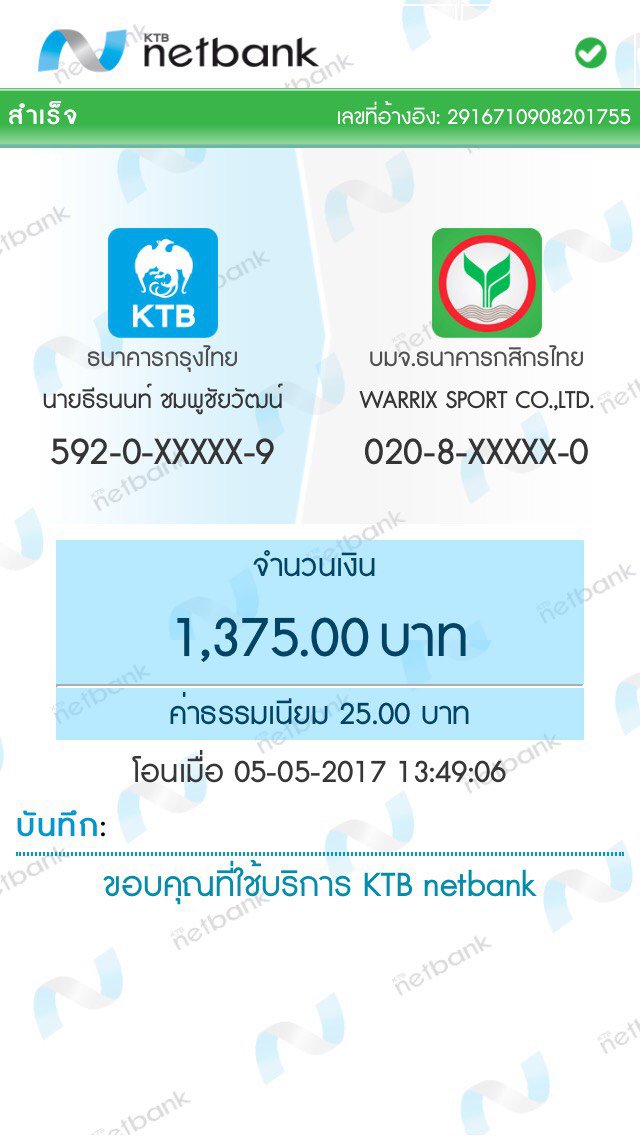 KTB
netbank
สำเร็จ
เลขที่อ้างอิง: 2916710908201755
KTB
ธนาคารกรุงไทย
นายธีรนนท์ ชมพูชัยวัฒน์
592-0-XXXXX-9
บมจ.ธนาคารกสิกรไทย
WARRIX SPORT CO.,LTD.
020-8-XXXXX-0
จำนวนเงิน
1,375.00 บาท
ค่าธรรมเนียม 25.00 บาท
โอนเมื่อ 05-05-2017 13:49:06
บันทึก:
ขอบคุณที่ใช้บริการ KTB netbank